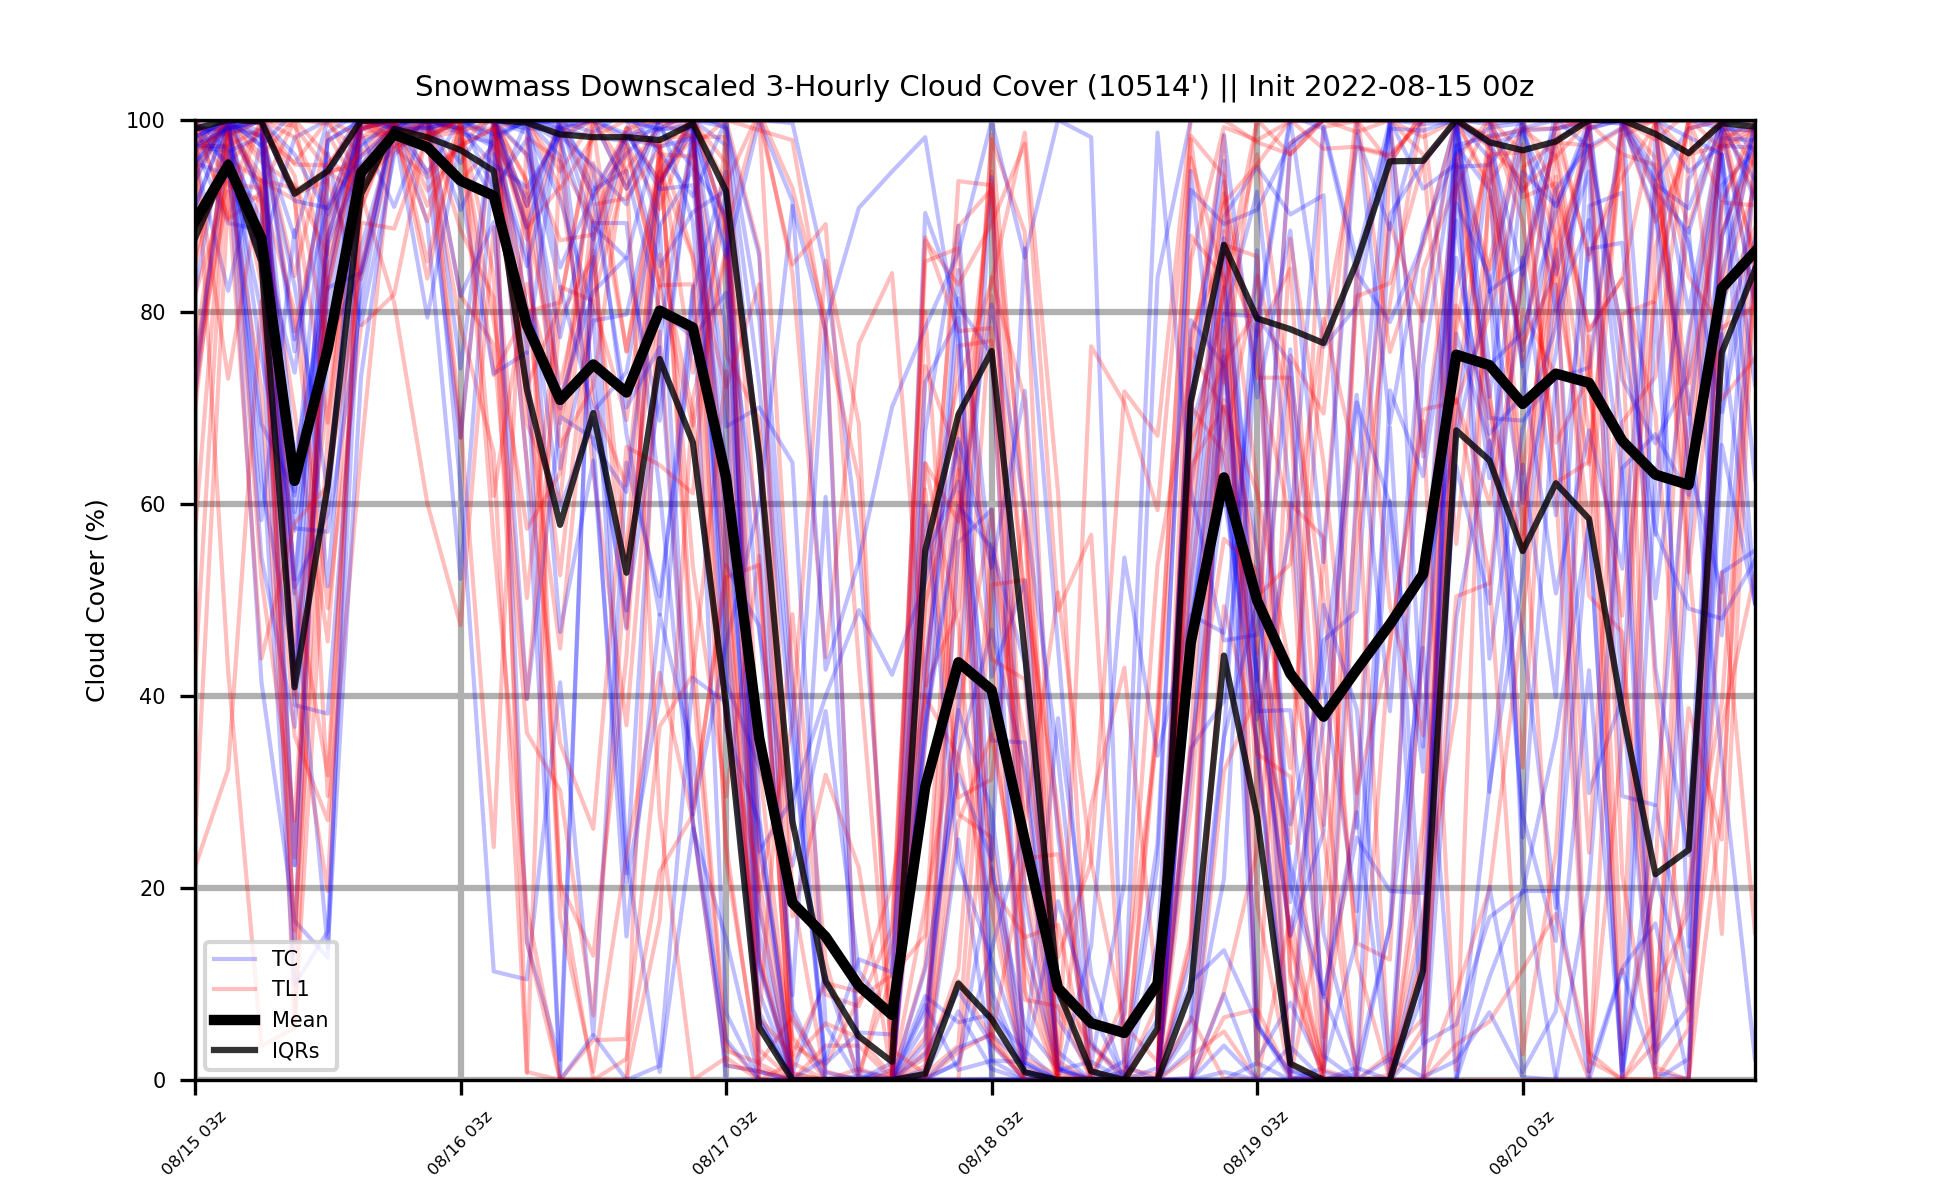 Snowmass Downscaled 3-Hourly Cloud Cover (10514') || Init 2022-08-15 00z
100
80
60
40
20
0
Cloud Cover (%)
TC
TL1
Mean
IQRs
08/15 03z
08/16 03z
08/17 03z
08/18 03z
08/19 03z
08/20 03z